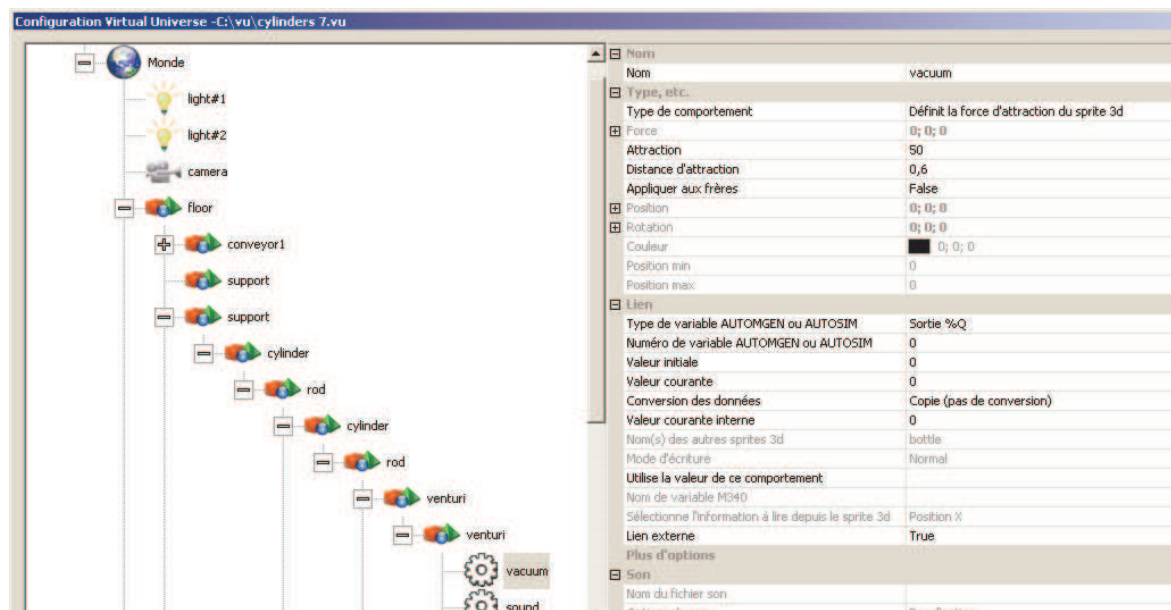 Configuration Virtual Universe -C:\vu\cylinders 7.vu
Monde
light#1
light#2
camera
floor
conveyor1
support
support
cylinder
rod
cylinder
rod
venturi
venturi
vacuum
sound
Nom
Nom vacuum
Type, etc.
Type de comportement Définit la force d'attraction du sprite 3d
Force 0; 0; 0
Attraction 50
Distance d'attraction 0,6
Appliquer aux frères False
Position 0; 0; 0
Rotation 0; 0; 0
Couleur 0; 0; 0
Position min 0
Position max 0
Lien
Type de variable AUTOMGEN ou AUTOSIM Sortie %Q
Numéro de variable AUTOMGEN ou AUTOSIM 0
Valeur initiale 0
Valeur courante 0
Conversion des données Copie (pas de conversion)
Valeur courante interne 0
Nom(s) des autres sprites 3d bottle
Mode d'écriture Normal
Utilise la valeur de ce comportement
Nom de variable M340
Sélectionne l'information à lire depuis le sprite 3d Position X
Lien externe True
Plus d'options
Son
Nom du fichier son